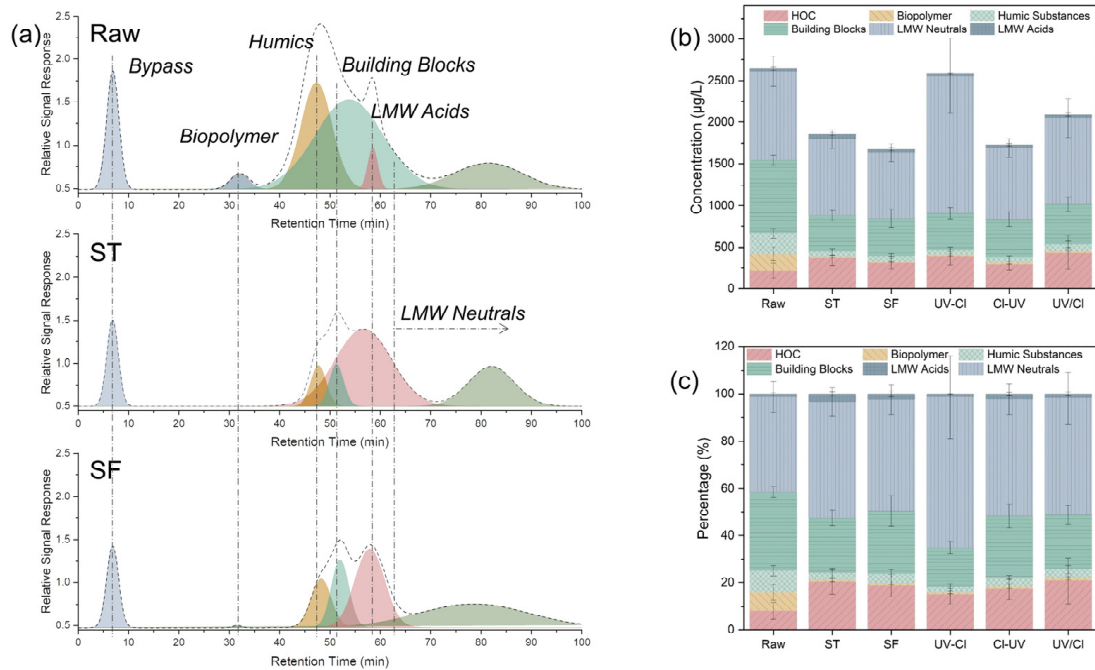 (a)
Raw
Bypass
Biopolymer
Humics
Building Blocks
LMW Acids
Relative Signal Response
2.5
2.0
1.5
1.0
0.5
0 10 20 30 40 50 60 70 80 90 100
Retention Time (min)
ST
LMW Neutrals
Relative Signal Response
2.5
2.0
1.5
1.0
0.5
0 10 20 30 40 50 60 70 80 90 100
Retention Time (min)
SF
Relative Signal Response
2.5
2.0
1.5
1.0
0.5
0 10 20 30 40 50 60 70 80 90 100
Retention Time (min)
(b)
HOC Biopolymer Humic Substances
Building Blocks LMW Neutrals LMW Acids
Concentration (μg/L)
3000
2500
2000
1500
1000
500
0
Raw ST SF UV-Cl Cl-UV UV/Cl
(c)
HOC Biopolymer Humic Substances
Building Blocks LMW Acids LMW Neutrals
Percentage (%)
120
100
80
60
40
20
0
Raw ST SF UV-Cl Cl-UV UV/Cl